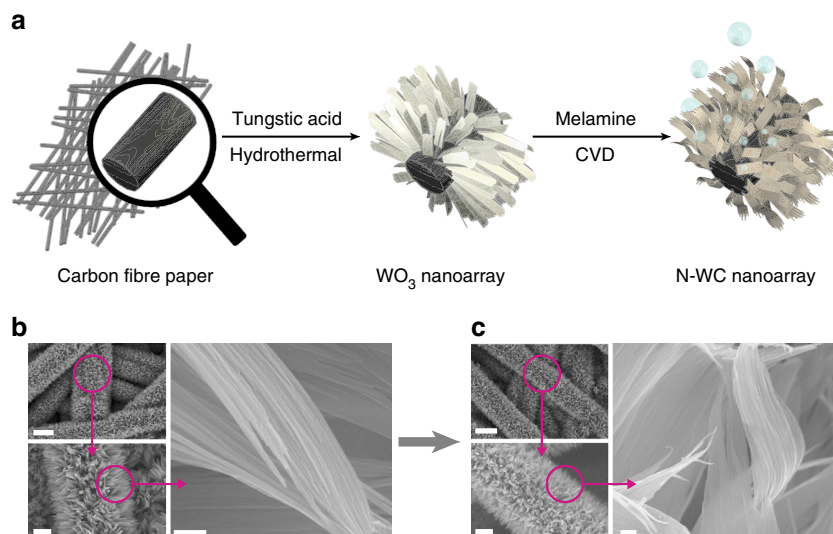 a
Tungstic acid
Hydrothermal
Melamine
CVD
Carbon fibre paper
WO₃ nanoarray
N-WC nanoarray
b
c